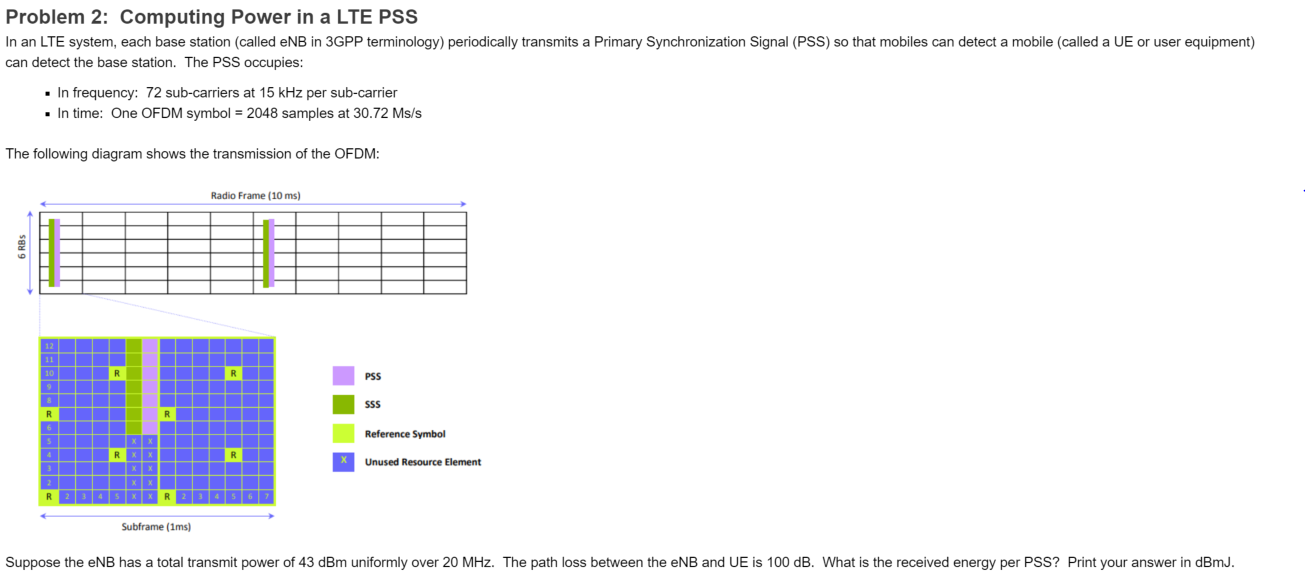 Problem 2: Computing Power in a LTE PSS
In an LTE system, each base station (called eNB in 3GPP terminology) periodically transmits a Primary Synchronization Signal (PSS) so that mobiles can detect a mobile (called a UE or user equipment)
can detect the base station. The PSS occupies:
▪ In frequency: 72 sub-carriers at 15 kHz per sub-carrier
▪ In time: One OFDM symbol = 2048 samples at 30.72 Ms/s
The following diagram shows the transmission of the OFDM:
Radio Frame (10 ms)
6 RBs
12
11
10 R R
9
8
R R
6
5 X X
4 R X X R
3 X X
2 X X
R 2 3 4 5 X X R 2 3 4 5 6 7
Subframe (1ms)
PSS
SSS
Reference Symbol
X Unused Resource Element
Suppose the eNB has a total transmit power of 43 dBm uniformly over 20 MHz. The path loss between the eNB and UE is 100 dB. What is the received energy per PSS? Print your answer in dBmJ.